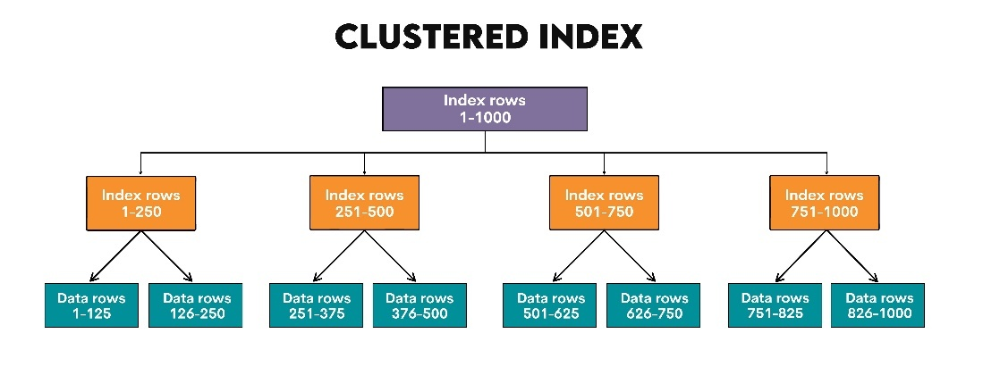 CLUSTERED INDEX
Index rows
1-1000
Index rows
1-250
Index rows
251-500
Index rows
501-750
Index rows
751-1000
Data rows
1-125
Data rows
126-250
Data rows
251-375
Data rows
376-500
Data rows
501-625
Data rows
626-750
Data rows
751-825
Data rows
826-1000